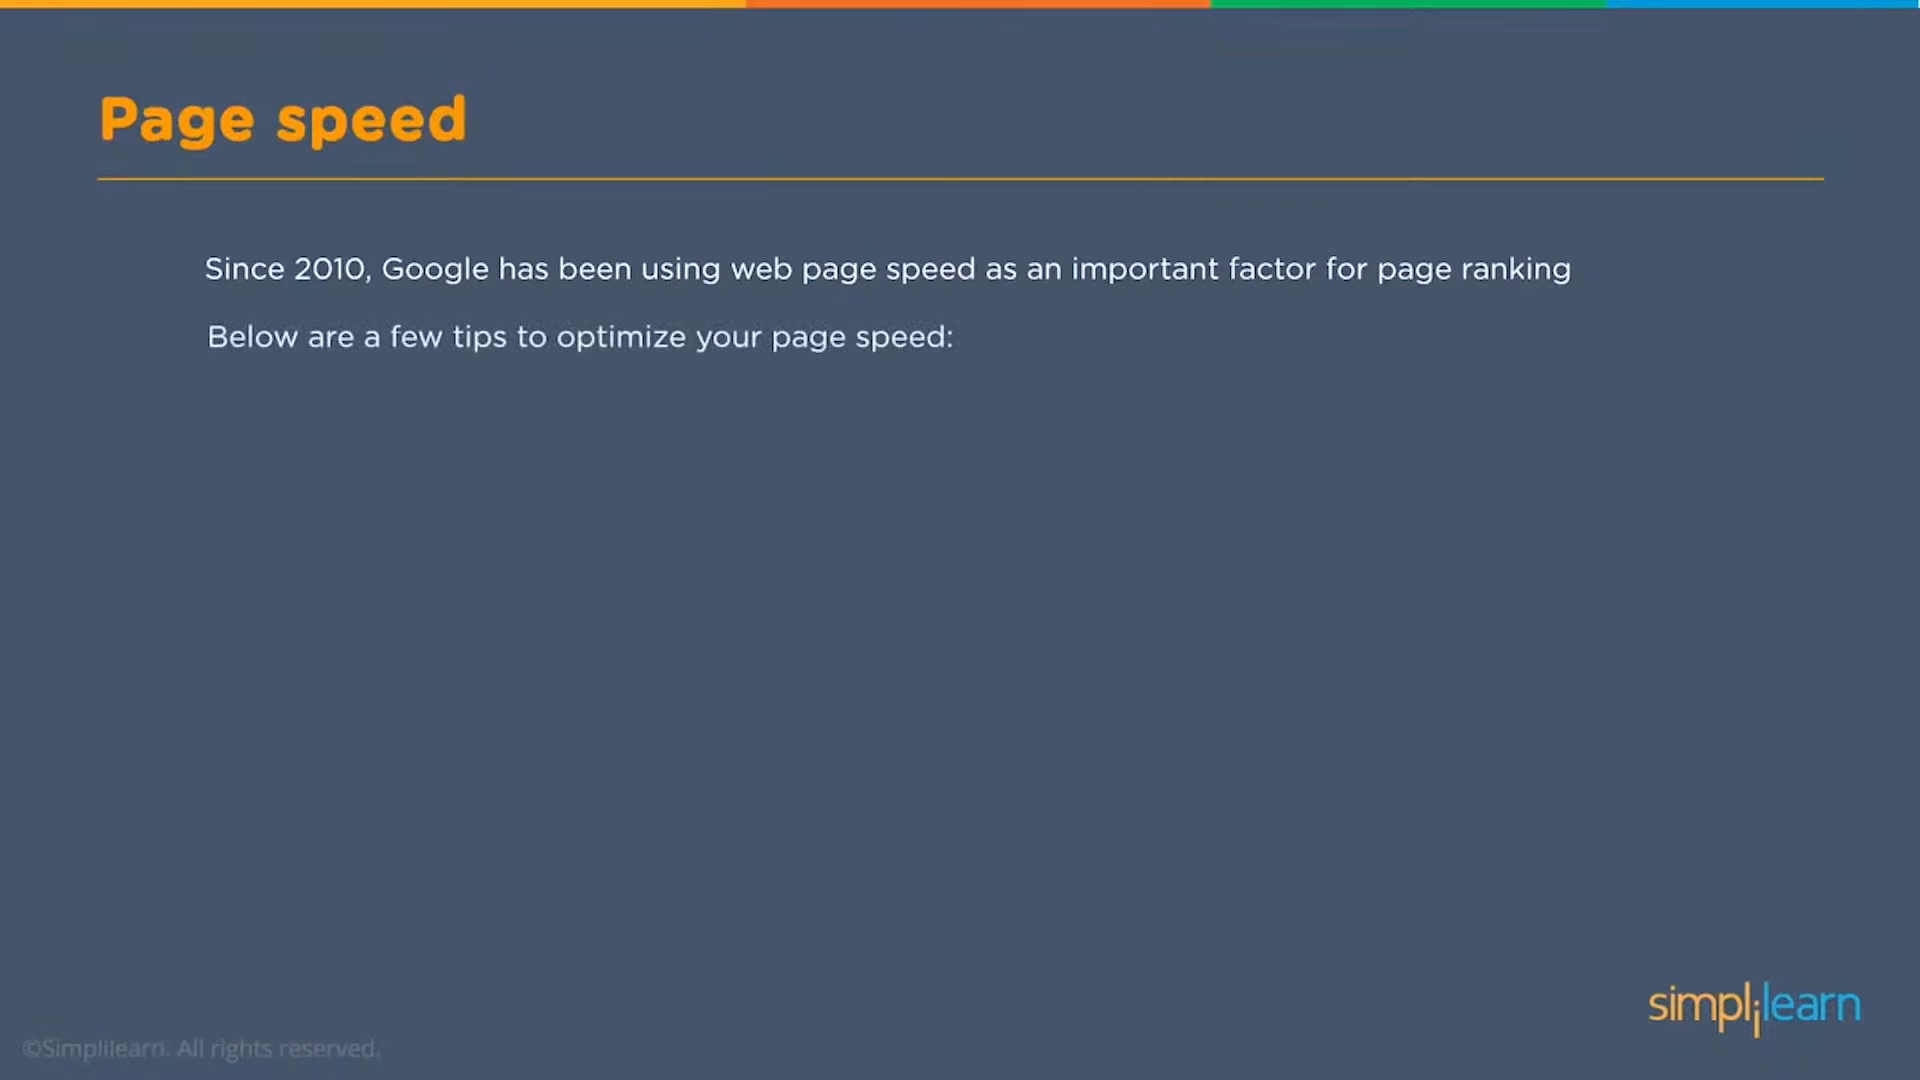 Page speed
Since 2010, Google has been using web page speed as an important factor for page ranking
Below are a few tips to optimize your page speed:
simplilearn
©Simplilearn. All rights reserved.